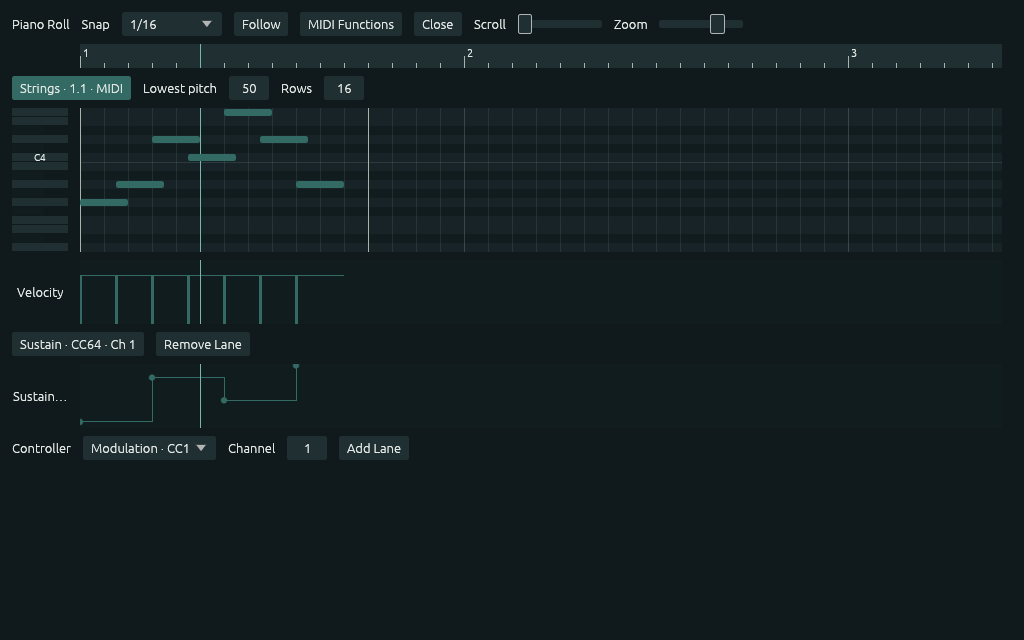 Piano Roll Snap 1/16 Follow MIDI Functions Close Scroll Zoom
1 2 3
Strings · 1.1 · MIDI Lowest pitch 50 Rows 16
C4
Velocity
Sustain · CC64 · Ch 1 Remove Lane
Sustain…
Controller Modulation · CC1 Channel 1 Add Lane